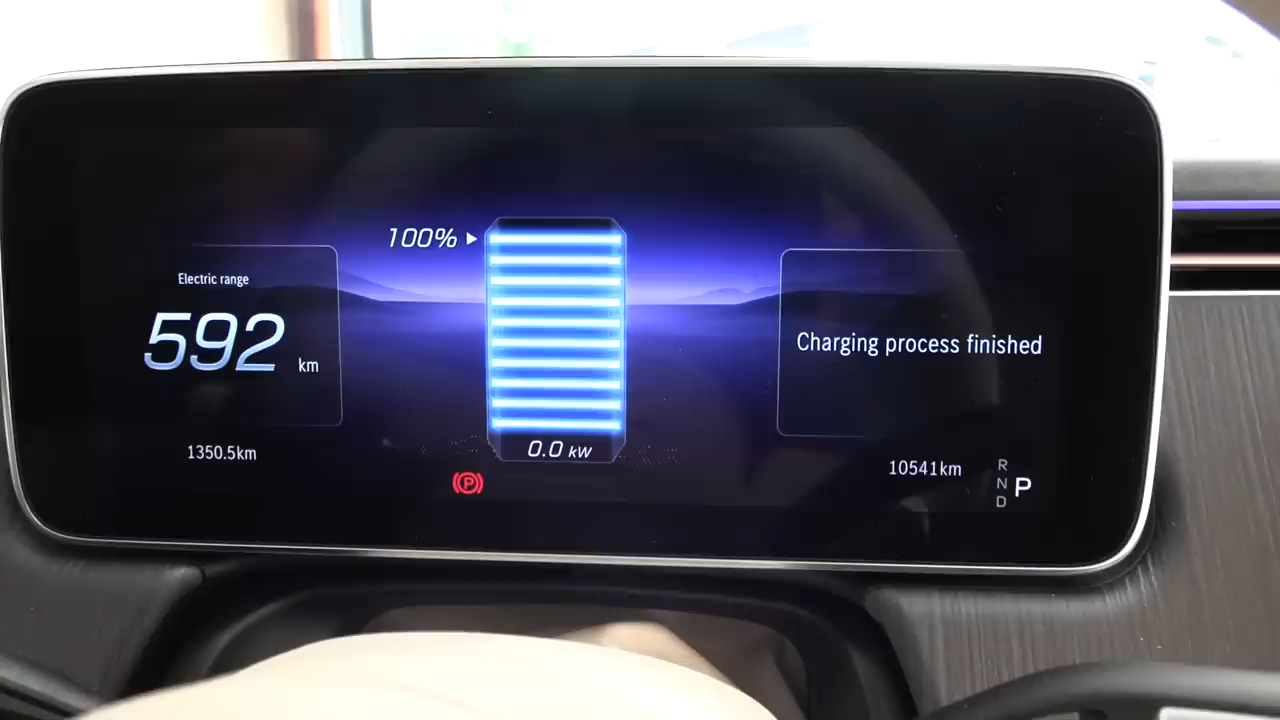 100%
Electric range
592 km
Charging process finished
1350.5km
0.0 kW
10541km
P
R
N
D
P